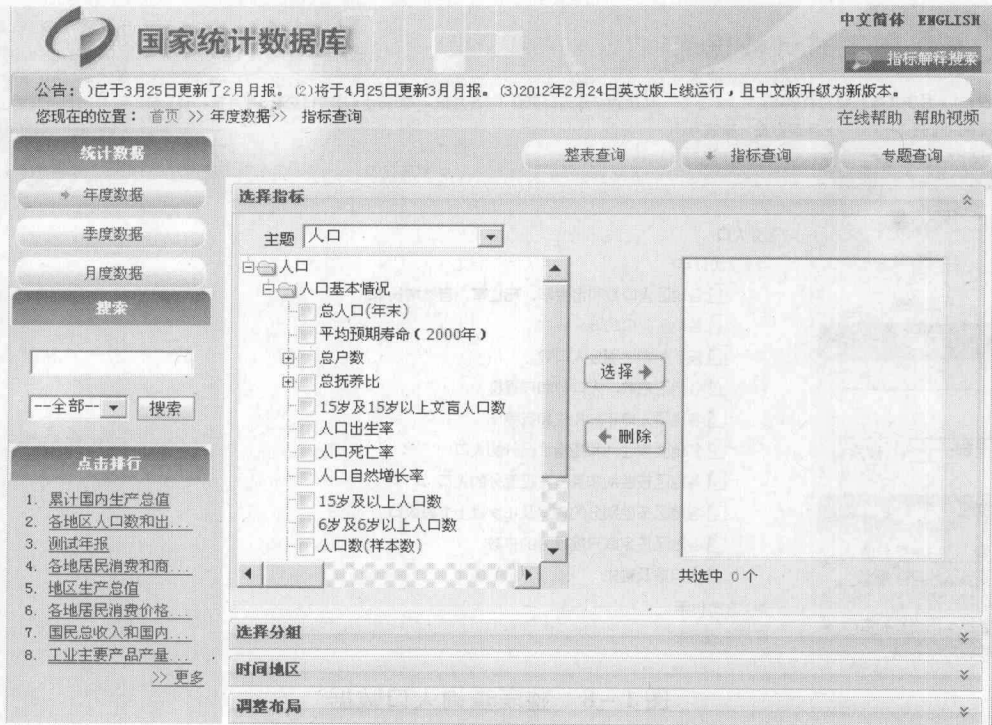 中文简体 ENGLISH
国家统计数据库
指标解释搜索
公告: )已于3月25日更新了2月月报。 (2)将于4月25日更新3月月报。 (3)2012年2月24日英文版上线运行，且中文版升级为新版本。
您现在的位置： 首页 >> 年度数据>> 指标查询
在线帮助 帮助视频
统计数据
整表查询
指标查询
专题查询
年度数据
季度数据
月度数据
选择指标
主题 人口
人口
人口基本情况
总人口(年末)
平均预期寿命（2000年）
总户数
总抚养比
15岁及15岁以上文盲人口数
人口出生率
人口死亡率
人口自然增长率
15岁及以上人口数
6岁及6岁以上人口数
人口数(样本数)
选择
删除
共选中 0个
搜索
--全部--
搜索
点击排行
1. 累计国内生产总值
2. 各地区人口数和出...
3. 测试年报
4. 各地居民消费和商...
5. 地区生产总值
6. 各地居民消费价格...
7. 国民总收入和国内...
8. 工业主要产品产量...
>> 更多
选择分组
时间地区
调整布局